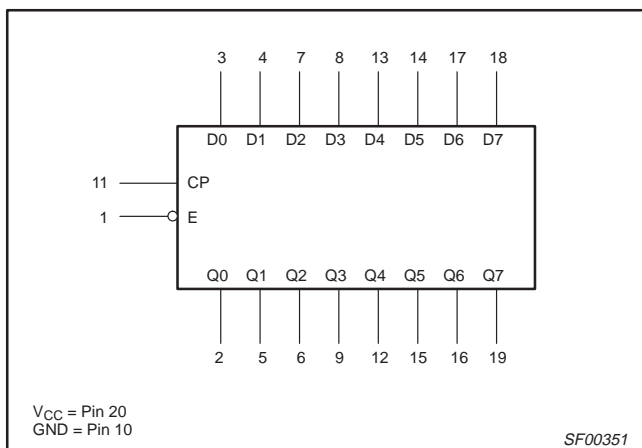 3 4 7 8 13 14 17 18
D0 D1 D2 D3 D4 D5 D6 D7
11 CP
1 E
Q0 Q1 Q2 Q3 Q4 Q5 Q6 Q7
2 5 6 9 12 15 16 19
VCC = Pin 20
GND = Pin 10
SF00351